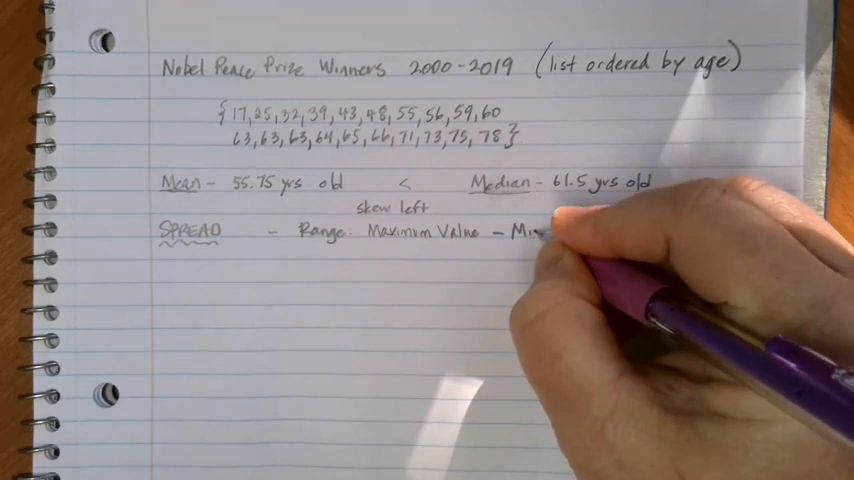 Nobel Peace Prize Winners 2000-2019 (list ordered by age)
{17,25,32,39,43,48,55,56,59,60
63,63,63,64,65,66,71,73,75,78}
Mean - 55.75 yrs old < Median - 61.5 yrs old
skew left
SPREAD - Range: Maximum Value - Min